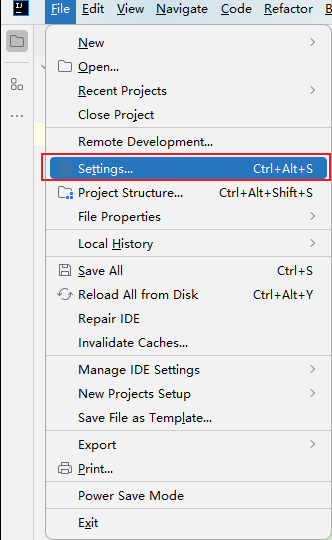 IJ File Edit View Navigate Code Refactor B
New
Open...
Recent Projects
Close Project
Remote Development...
Settings... Ctrl+Alt+S
Project Structure... Ctrl+Alt+Shift+S
File Properties
Local History
Save All Ctrl+S
Reload All from Disk Ctrl+Alt+Y
Repair IDE
Invalidate Caches...
Manage IDE Settings
New Projects Setup
Save File as Template...
Export
Print...
Power Save Mode
Exit